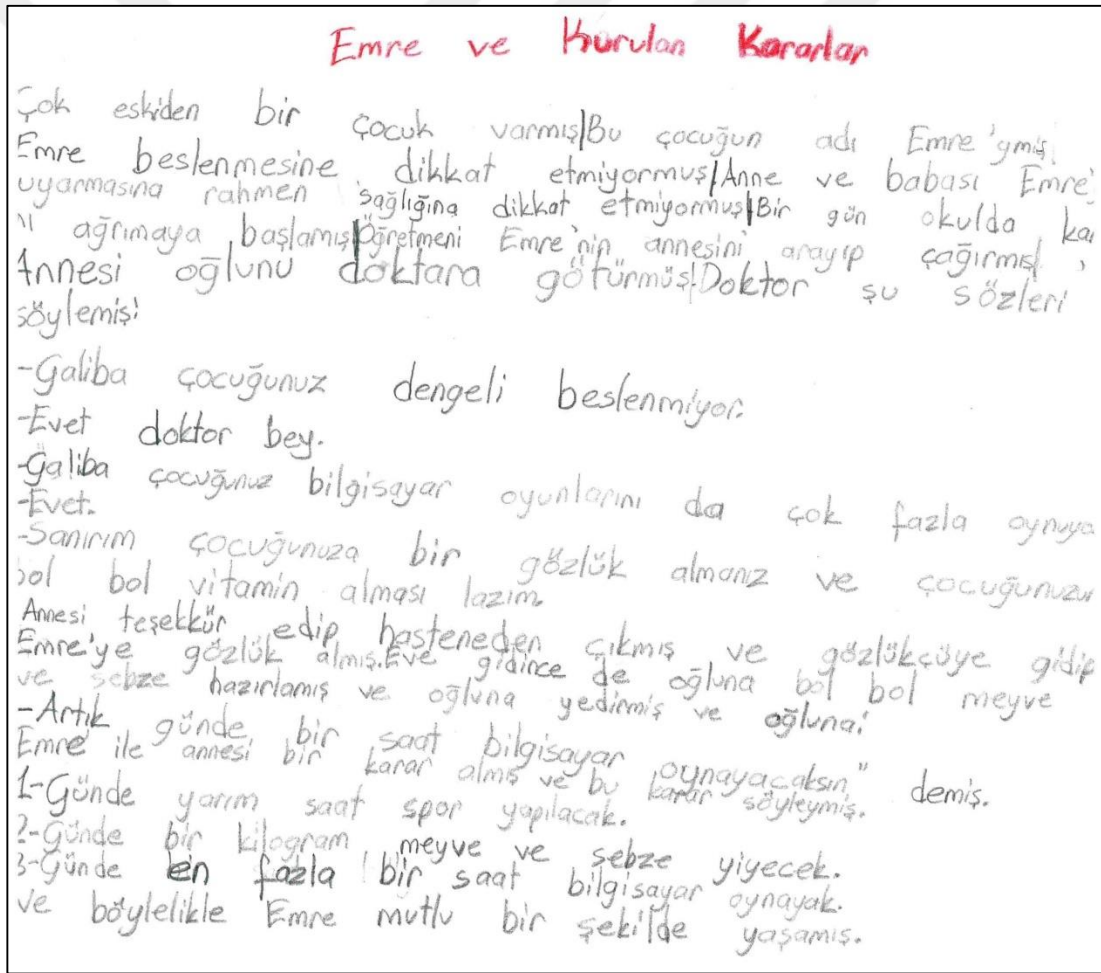 Emre ve Kurulan Kararlar
Çok eskiden bir çocuk varmış|Bu çocuğun adı Emre'ymiş.
Emre beslenmesine dikkat etmiyormuş|Anne ve babası Emre'
uyarmasına rahmen sağlığına dikkat etmiyormuş|Bir gün okulda
ağrımaya başlamış|Öğretmeni Emre'nin annesini arayıp çağırmış|
Annesi oğlunu doktara götürmüş|Doktor şu sözleri
söylemiş:
-Galiba çocuğunuz dengeli beslenmiyor.
-Evet doktor bey.
-Galiba çocuğunuz bilgisayar oyunlarını da çok fazla oynuyo
-Evet.
-Sanırım çocuğunuza bir gözlük almanız ve çocuğunuzu
bol bol vitamin alması lazım.
Annesi teşekkür edip hasteneden çıkmış ve gözlükçüye gidip
Emre'ye gözlük almış.Eve gidince de oğluna bol bol meyve
ve sebze hazırlamış ve oğluna yedirmiş ve oğluna:
-Artık günde bir saat bilgisayar oynayacaksın" demiş.
Emre ile annesi bir karar almış ve bu karar söyleymiş.
1-Günde yarım saat spor yapılacak.
2-Günde bir kilogram meyve ve sebze yiyecek.
3-Günde en fazla bir saat bilgisayar oynayak.
ve böylelikle Emre mutlu bir şekilde yaşamış.